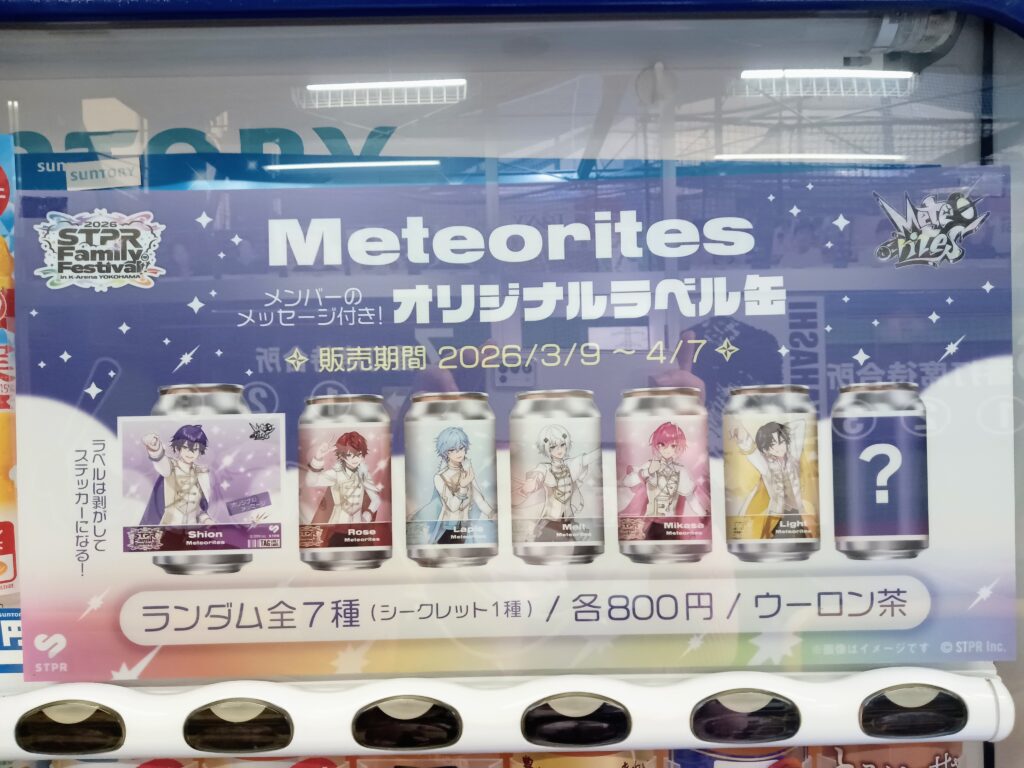 SUNTORY
2026
STPR
Family
Festival!!
in K-Arena YOKOHAMA
Meteorites
Meteorites
メンバーの
メッセージ付き!
オリジナルラベル缶
販売期間 2026/3/9 ~ 4/7
ラベルは剥がして
ステッカーになる!
Shion
Meteorites
Rose
Meteorites
Lapis
Meteorites
Melt
Meteorites
Mikasa
Meteorites
Light
Meteorites
?
ランダム全7種 (シークレット1種) / 各800円 / ウーロン茶
STPR
※画像はイメージです ©STPR Inc.